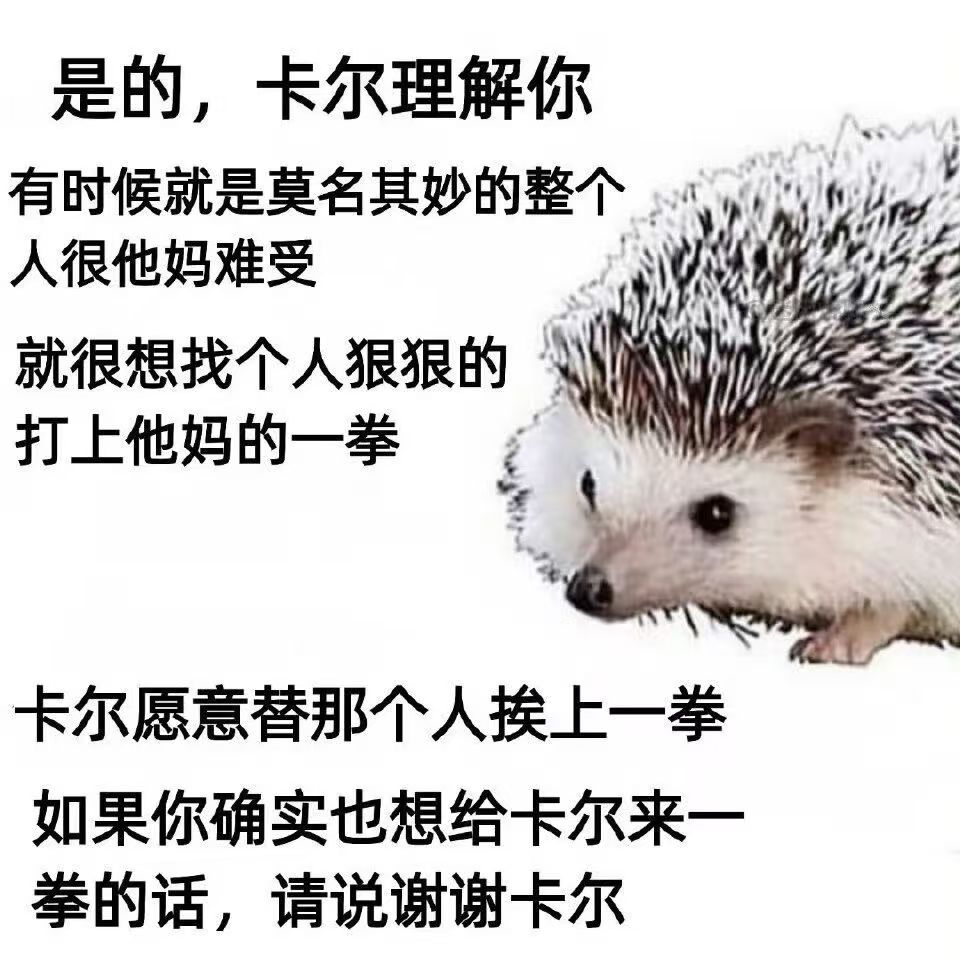 是的，卡尔理解你
有时候就是莫名其妙的整个
人很他妈难受
就很想找个人狠狠的
打上他妈的一拳
卡尔愿意替那个人挨上一拳
如果你确实也想给卡尔来一
拳的话，请说谢谢卡尔